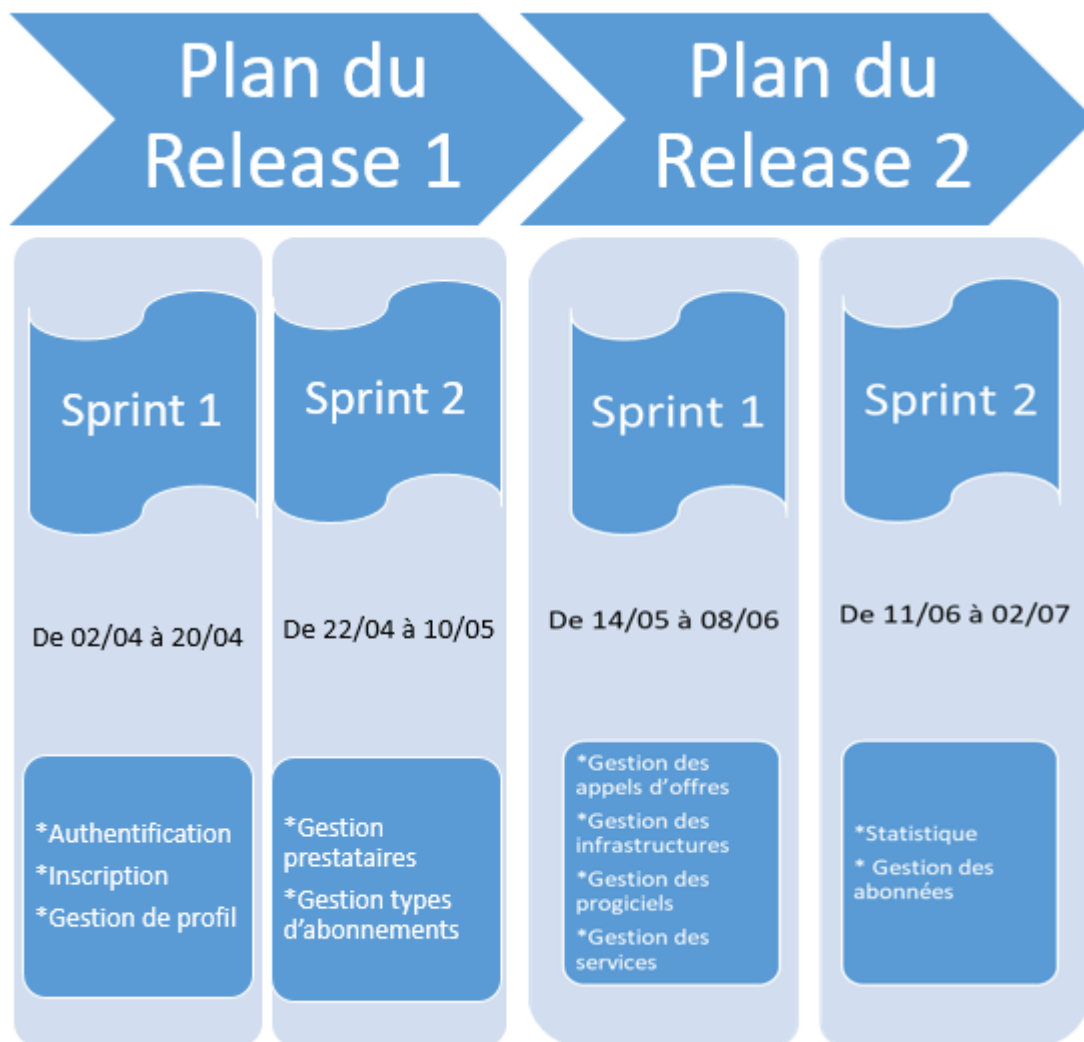 Plan du
Release 1
Plan du
Release 2
Sprint 1
Sprint 2
Sprint 1
Sprint 2
De 02/04 à 20/04
De 22/04 à 10/05
De 14/05 à 08/06
De 11/06 à 02/07
*Authentification
*Inscription
*Gestion de profil
*Gestion
prestataires
*Gestion types
d’abonnements
*Gestion des
appels d’offres
*Gestion des
infrastructures
*Gestion des
progiciels
*Gestion des
services
*Statistique
* Gestion des
abonnées